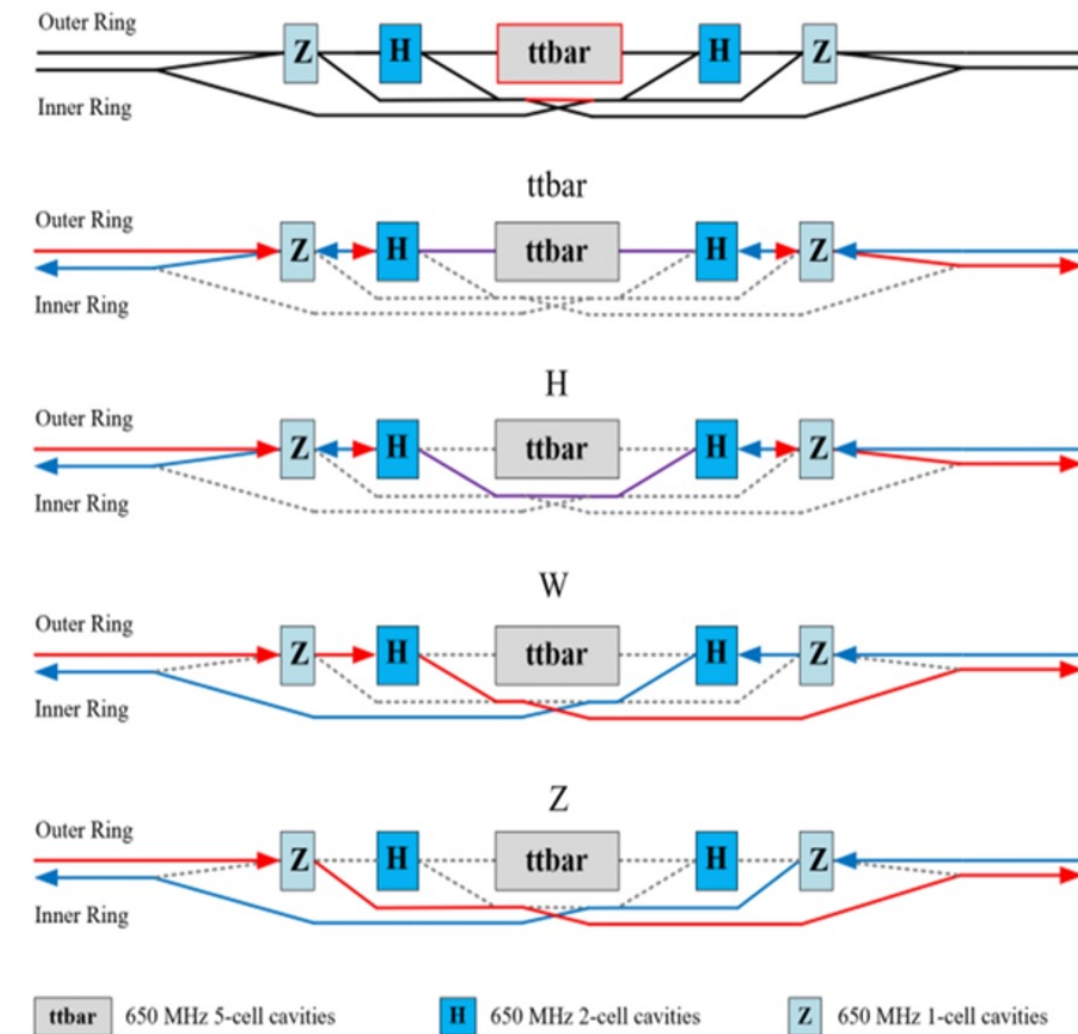 Outer Ring
Z H ttbar H Z
Inner Ring
ttbar
Outer Ring
Z H ttbar H Z
Inner Ring
H
Outer Ring
Z H ttbar H Z
Inner Ring
W
Outer Ring
Z H ttbar H Z
Inner Ring
Z
Outer Ring
Z H ttbar H Z
Inner Ring
ttbar 650 MHz 5-cell cavities H 650 MHz 2-cell cavities Z 650 MHz 1-cell cavities